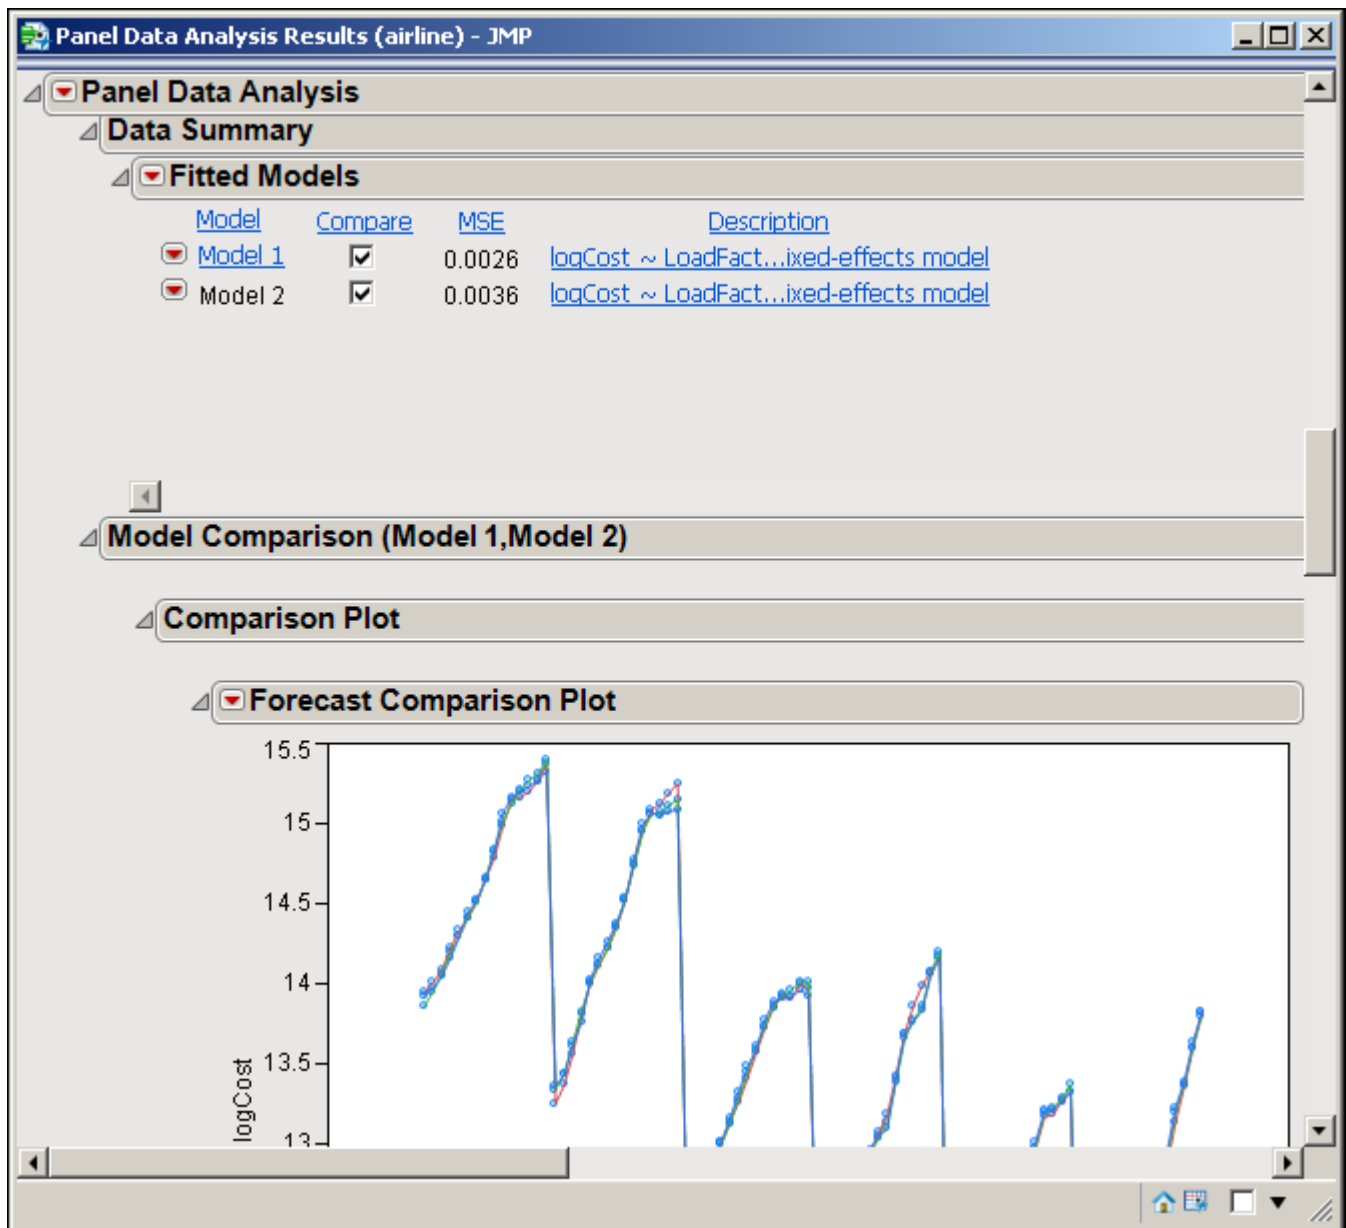 Panel Data Analysis Results (airline) - JMP
Panel Data Analysis
Data Summary
Fitted Models
Model Compare MSE Description
Model 1 0.0026 logCost ~ LoadFact...ixed-effects model
Model 2 0.0036 logCost ~ LoadFact...ixed-effects model
Model Comparison (Model 1,Model 2)
Comparison Plot
Forecast Comparison Plot
15.5
15
14.5
14
13.5
13
logCost